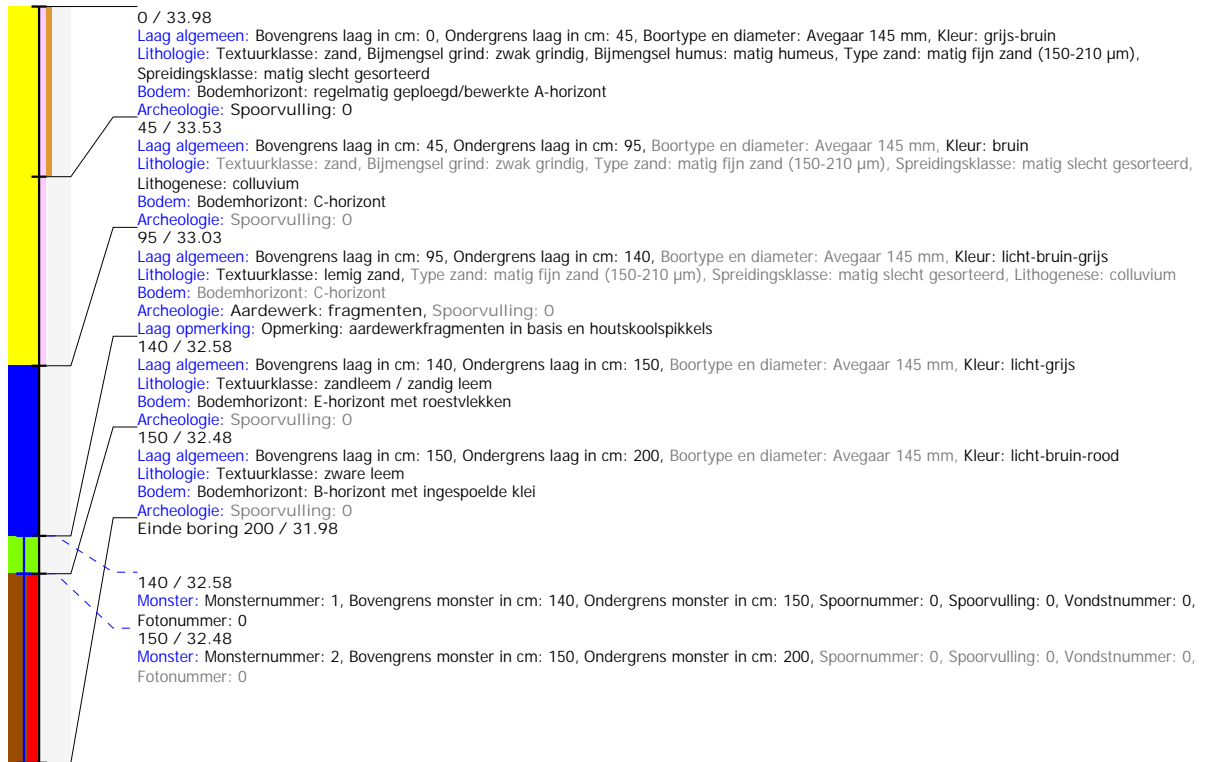 0 / 33.98
Laag algemeen: Bovengrens laag in cm: 0, Ondergrens laag in cm: 45, Boortype en diameter: Avegaar 145 mm, Kleur: grijs-bruin
Lithologie: Textuurklasse: zand, Bijmengsel grind: zwak grindig, Bijmengsel humus: matig humeus, Type zand: matig fijn zand (150-210 µm),
Spreidingsklasse: matig slecht gesorteerd
Bodem: Bodemhorizont: regelmatig geploegd/bewerkte A-horizont
Archeologie: Spoorvulling: 0
45 / 33.53
Laag algemeen: Bovengrens laag in cm: 45, Ondergrens laag in cm: 95, Boortype en diameter: Avegaar 145 mm, Kleur: bruin
Lithologie: Textuurklasse: zand, Bijmengsel grind: zwak grindig, Type zand: matig fijn zand (150-210 µm), Spreidingsklasse: matig slecht gesorteerd,
Lithogenese: colluvium
Bodem: Bodemhorizont: C-horizont
Archeologie: Spoorvulling: 0
95 / 33.03
Laag algemeen: Bovengrens laag in cm: 95, Ondergrens laag in cm: 140, Boortype en diameter: Avegaar 145 mm, Kleur: licht-bruin-grijs
Lithologie: Textuurklasse: lemig zand, Type zand: matig fijn zand (150-210 µm), Spreidingsklasse: matig slecht gesorteerd, Lithogenese: colluvium
Bodem: Bodemhorizont: C-horizont
Archeologie: Aardewerk: fragmenten, Spoorvulling: 0
Laag opmerking: Opmerking: aardewerkfragmenten in basis en houtskoolspikkels
140 / 32.58
Laag algemeen: Bovengrens laag in cm: 140, Ondergrens laag in cm: 150, Boortype en diameter: Avegaar 145 mm, Kleur: licht-grijs
Lithologie: Textuurklasse: zandleem / zandig leem
Bodem: Bodemhorizont: E-horizont met roestvlekken
Archeologie: Spoorvulling: 0
150 / 32.48
Laag algemeen: Bovengrens laag in cm: 150, Ondergrens laag in cm: 200, Boortype en diameter: Avegaar 145 mm, Kleur: licht-bruin-rood
Lithologie: Textuurklasse: zware leem
Bodem: Bodemhorizont: B-horizont met ingespoelde klei
Archeologie: Spoorvulling: 0
Einde boring 200 / 31.98
140 / 32.58
Monster: Monsternummer: 1, Bovengrens monster in cm: 140, Ondergrens monster in cm: 150, Spoornummer: 0, Spoorvulling: 0, Vondstnummer: 0,
Fotonummer: 0
150 / 32.48
Monster: Monsternummer: 2, Bovengrens monster in cm: 150, Ondergrens monster in cm: 200, Spoornummer: 0, Spoorvulling: 0, Vondstnummer: 0,
Fotonummer: 0